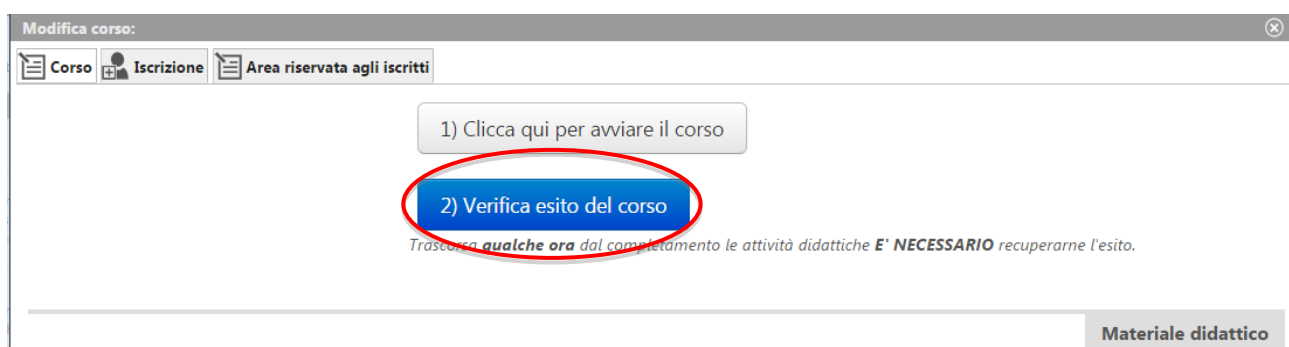 Modifica corso:
Corso Iscrizione Area riservata agli iscritti
1) Clicca qui per avviare il corso
2) Verifica esito del corso
Trascorsa qualche ora dal completamento le attività didattiche E' NECESSARIO recuperarne l'esito.
Materiale didattico